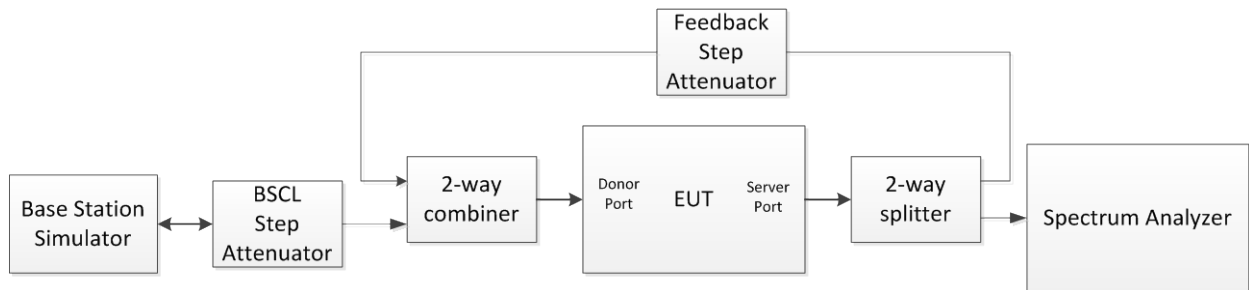 Feedback
Step
Attenuator
Base Station
Simulator
BSCL
Step
Attenuator
2-way
combiner
Donor
Port
EUT
Server
Port
2-way
splitter
Spectrum Analyzer